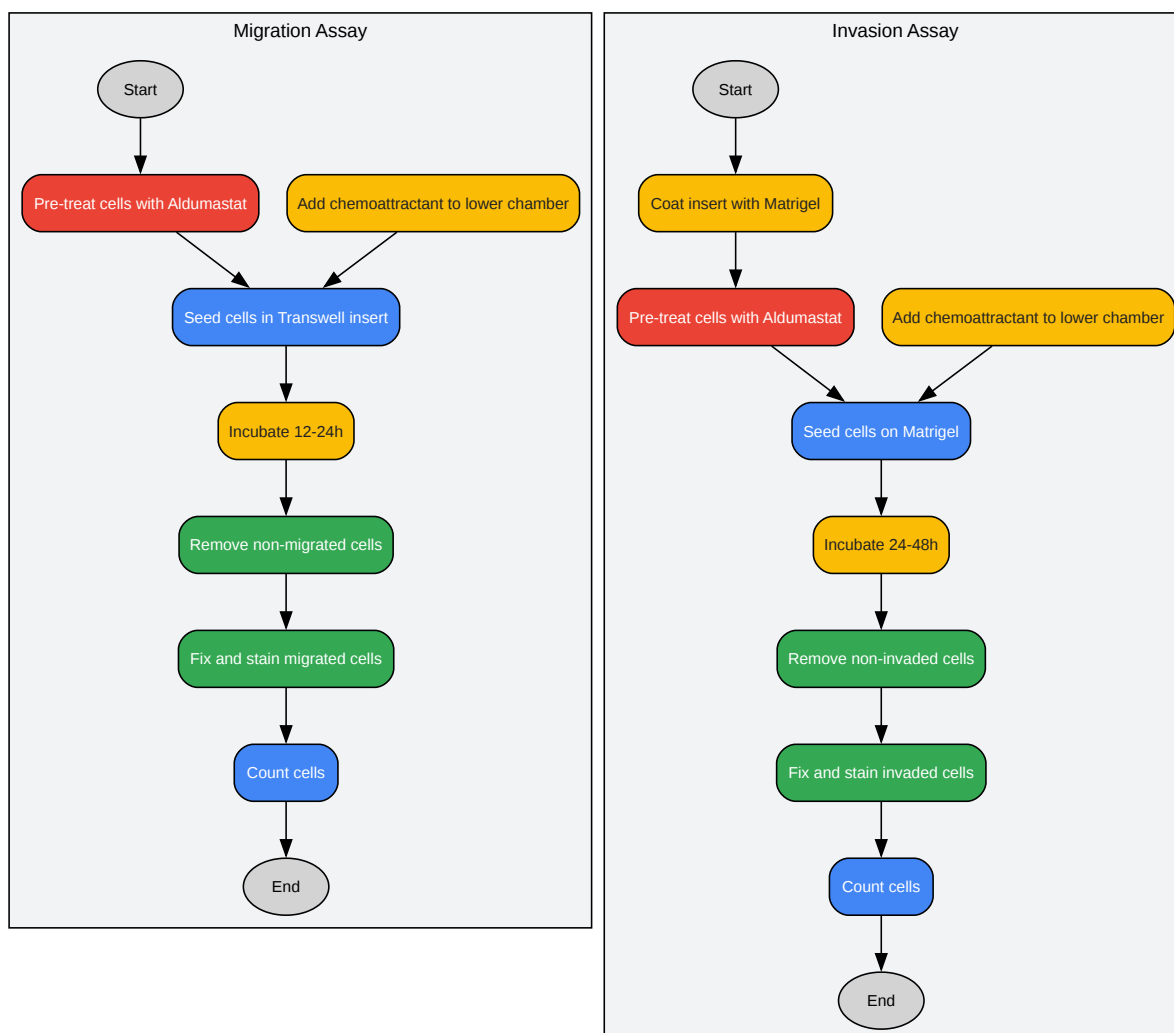 Migration Assay
Start
Pre-treat cells with Aldumastat
Add chemoattractant to lower chamber
Seed cells in Transwell insert
Incubate 12-24h
Remove non-migrated cells
Fix and stain migrated cells
Count cells
End
Invasion Assay
Start
Coat insert with Matrigel
Pre-treat cells with Aldumastat
Add chemoattractant to lower chamber
Seed cells on Matrigel
Incubate 24-48h
Remove non-invaded cells
Fix and stain invaded cells
Count cells
End